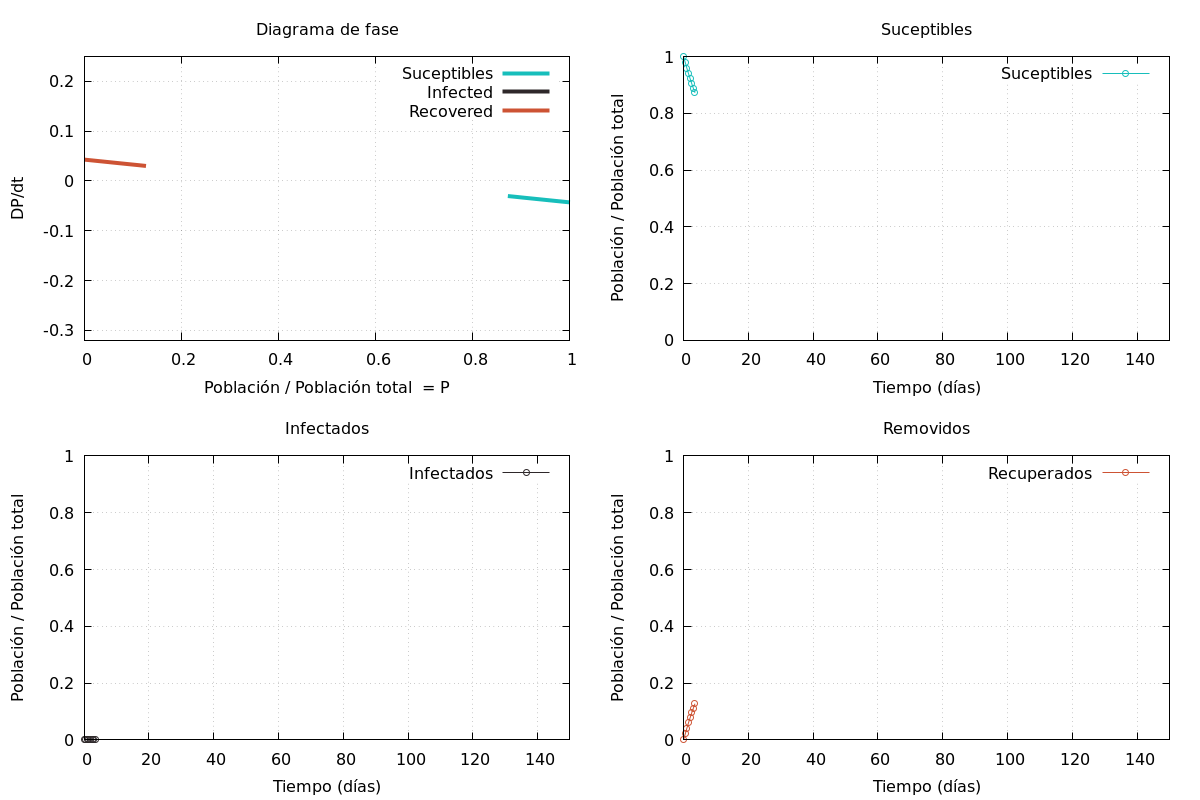 Diagrama de fase
Suceptibles
Infected
Recovered
0.2
0.1
0
-0.1
-0.2
-0.3
DP/dt
0 0.2 0.4 0.6 0.8 1
Población / Población total = P
Suceptibles
Suceptibles
1
0.8
0.6
0.4
0.2
0
Población / Población total
0 20 40 60 80 100 120 140
Tiempo (días)
Infectados
Infectados
1
0.8
0.6
0.4
0.2
0
Población / Población total
0 20 40 60 80 100 120 140
Tiempo (días)
Removidos
Recuperados
1
0.8
0.6
0.4
0.2
0
Población / Población total
0 20 40 60 80 100 120 140
Tiempo (días)